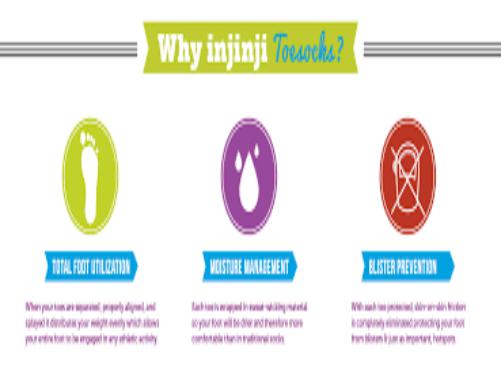 Why injinji Toesocks?
TOTAL FOOT UTILIZATION
When your toes are separated, properly aligned, and
splayed it distributes your weight evenly which allows
your entire foot to be engaged in any athletic activity.
MOISTURE MANAGEMENT
Each toe is wrapped in sweat-wicking material
so your foot will be drier and therefore more
comfortable than in traditional socks.
BLISTER PREVENTION
With each toe protected, skin-on-skin friction
is completely eliminated protecting your foot
from blisters & just as important, hotspots.